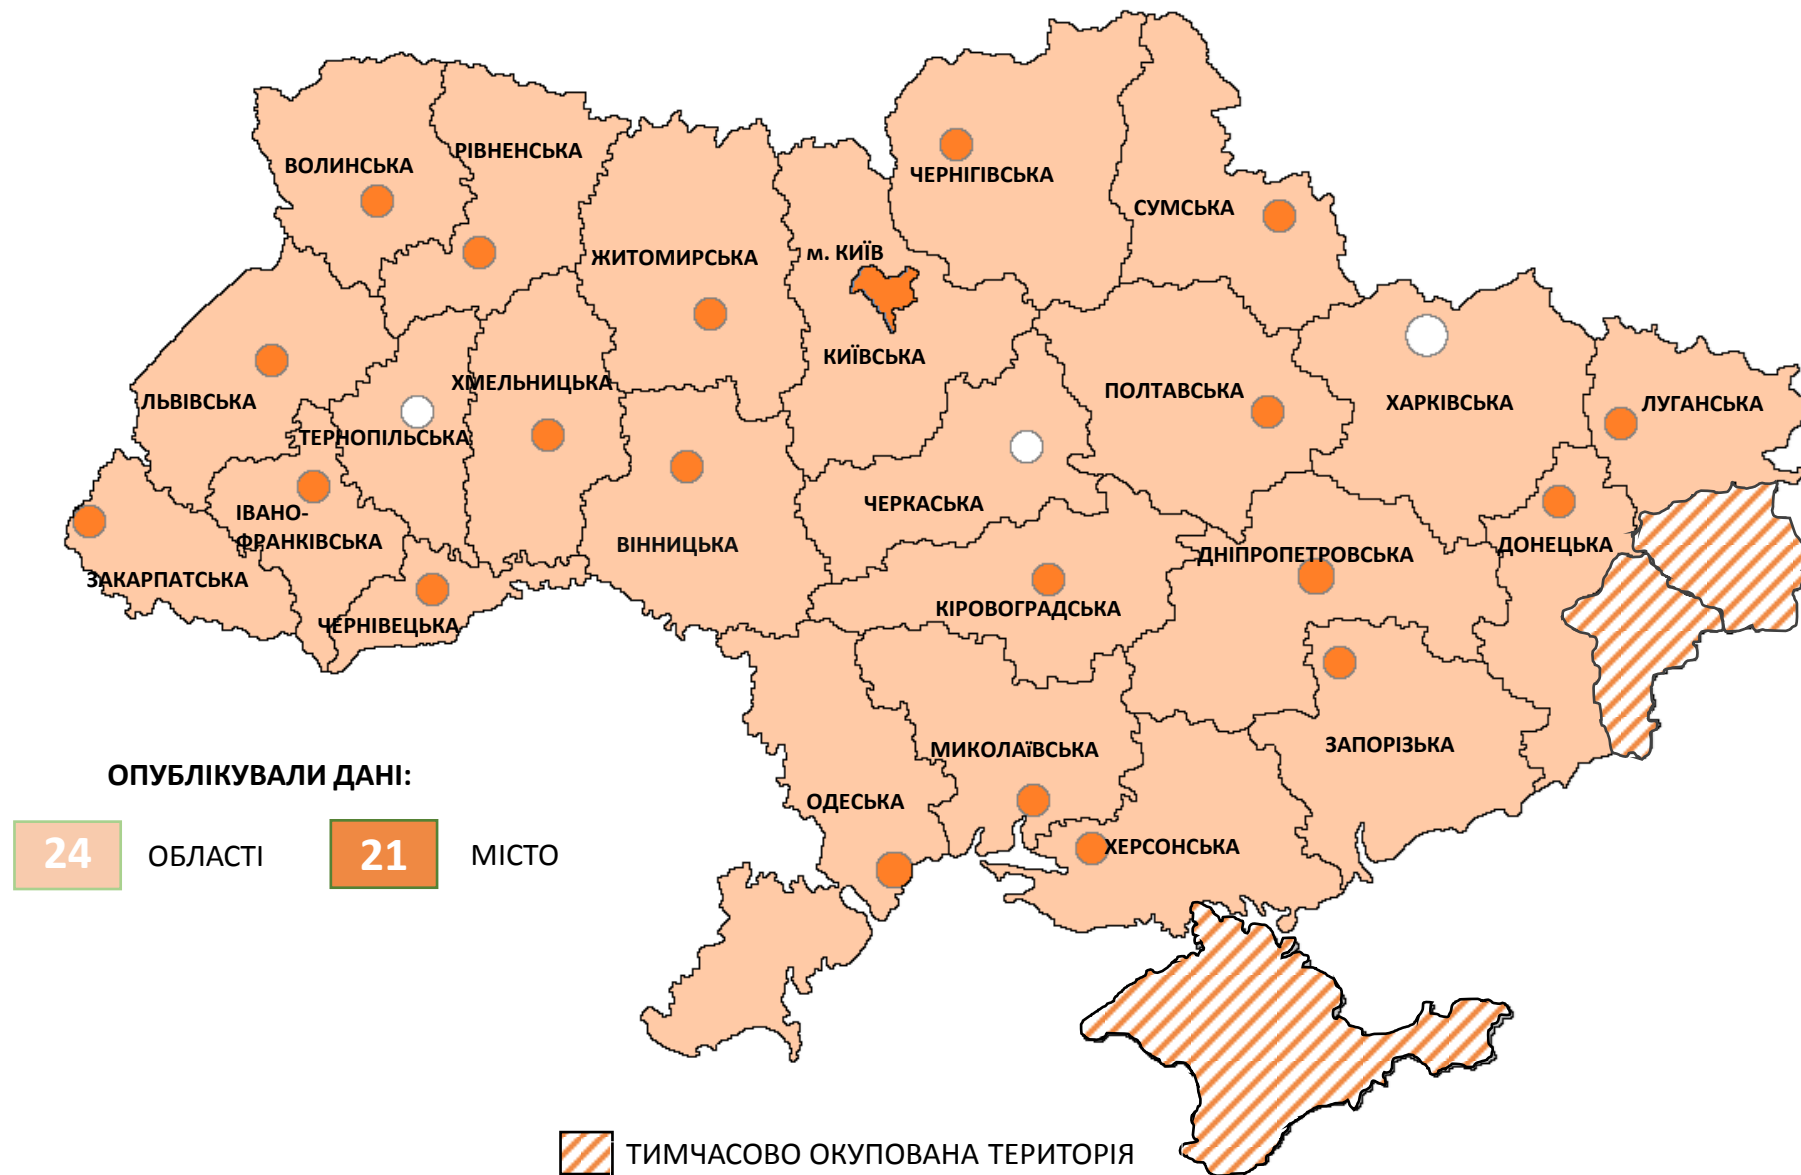 РІВНЕНСЬКА
ВОЛИНСЬКА
ЧЕРНІГІВСЬКА
СУМСЬКА
ЖИТОМИРСЬКА
м. КИЇВ
КИЇВСЬКА
ХМЕЛЬНИЦЬКА
ПОЛТАВСЬКА
ЛЬВІВСЬКА
ХАРКІВСЬКА
ЛУГАНСЬКА
ТЕРНОПІЛЬСЬКА
ЧЕРКАСЬКА
ІВАНО-
ФРАНКІВСЬКА
ВІННИЦЬКА
ДНІПРОПЕТРОВСЬКА
ДОНЕЦЬКА
ЗАКАРПАТСЬКА
КІРОВОГРАДСЬКА
ЧЕРНІВЕЦЬКА
ЗАПОРІЗЬКА
МИКОЛАЇВСЬКА
ОДЕСЬКА
ХЕРСОНСЬКА
ОПУБЛІКУВАЛИ ДАНІ:
24 ОБЛАСТІ 21 МІСТО
ТИМЧАСОВО ОКУПОВАНА ТЕРИТОРІЯ